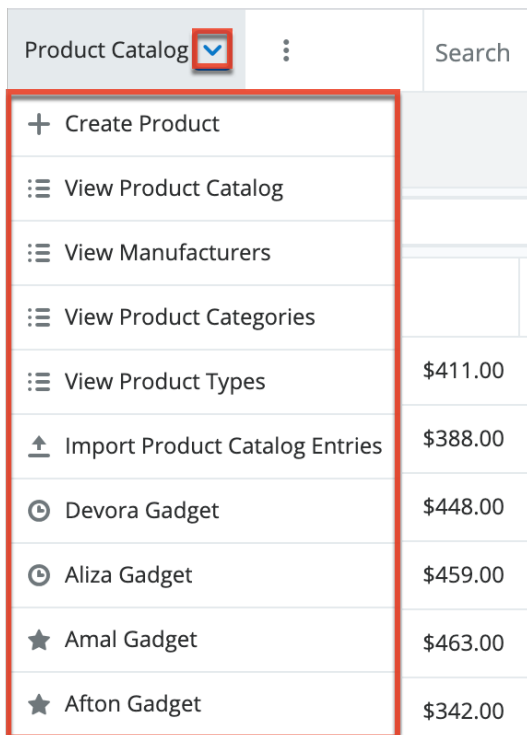 Product Catalog
Search
Create Product
View Product Catalog
View Manufacturers
View Product Categories
View Product Types
$411.00
Import Product Catalog Entries
$388.00
Devora Gadget
$448.00
Aliza Gadget
$459.00
Amal Gadget
$463.00
Afton Gadget
$342.00